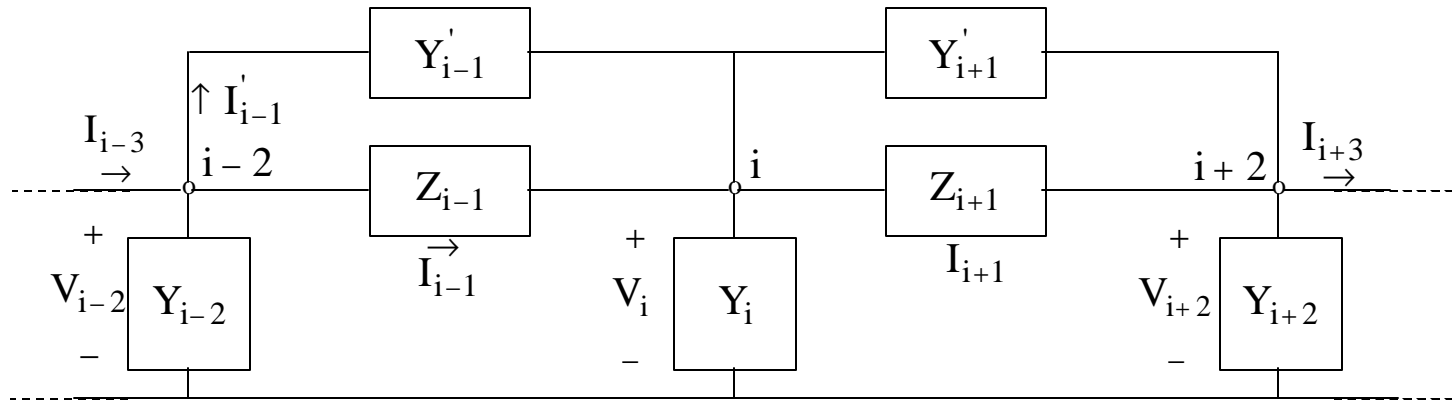 Y'i−1 Y'i+1
↑ I'i−1
Ii−3 → i−2 Zi−1 i Zi+1 i+2 Ii+3 →
+ + +
→ Ii−1 Ii+1
Vi−2 Yi−2 Vi Yi Vi+2 Yi+2
− − −